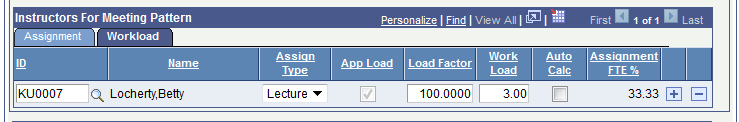 Instructors For Meeting Pattern Personalize | Find | View All | | First 1 of 1 Last
Assignment Workload
ID Name Assign Type App Load Load Factor Work Load Auto Calc Assignment FTE %
KU0007 Locherty,Betty Lecture 100.0000 3.00 33.33